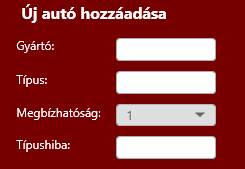 Új autó hozzáadása
Gyártó:
Típus:
Megbízhatóság: 1
Típushiba: